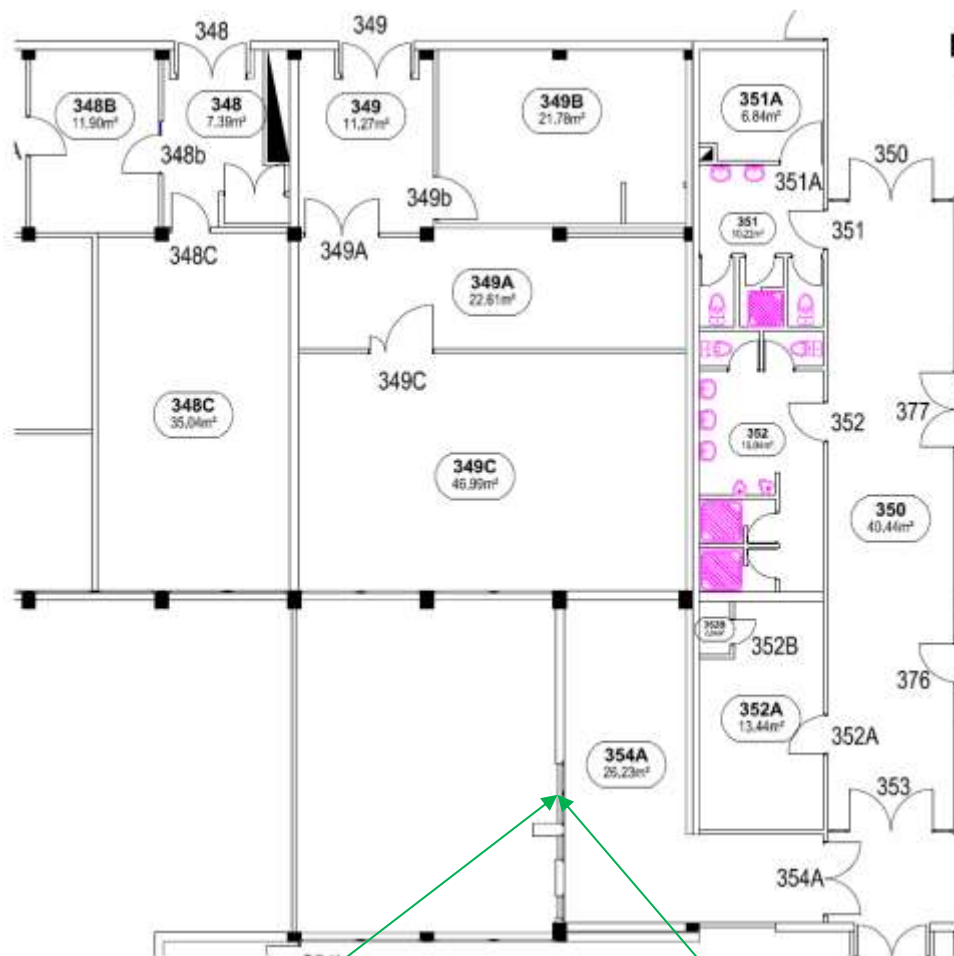 348
349
348B
11,90m²
348
7.39m²
349
11,27m²
349B
21.78m²
351A
6.84m²
348b
350
351A
349b
351
351
348C
349A
349A
22.61m²
349C
348C
35,04m²
352
377
352
349C
46,99m²
350
40.44m²
352B
376
352A
13.44m²
352A
354A
26,23m²
353
354A